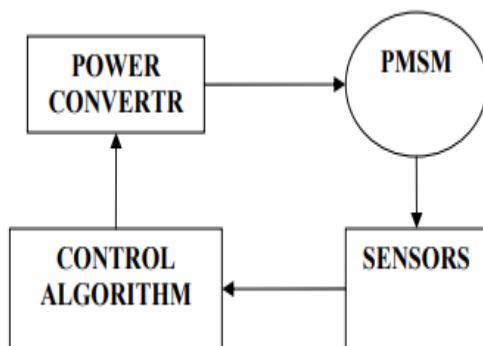 POWER
CONVERTR
PMSM
CONTROL
ALGORITHM
SENSORS